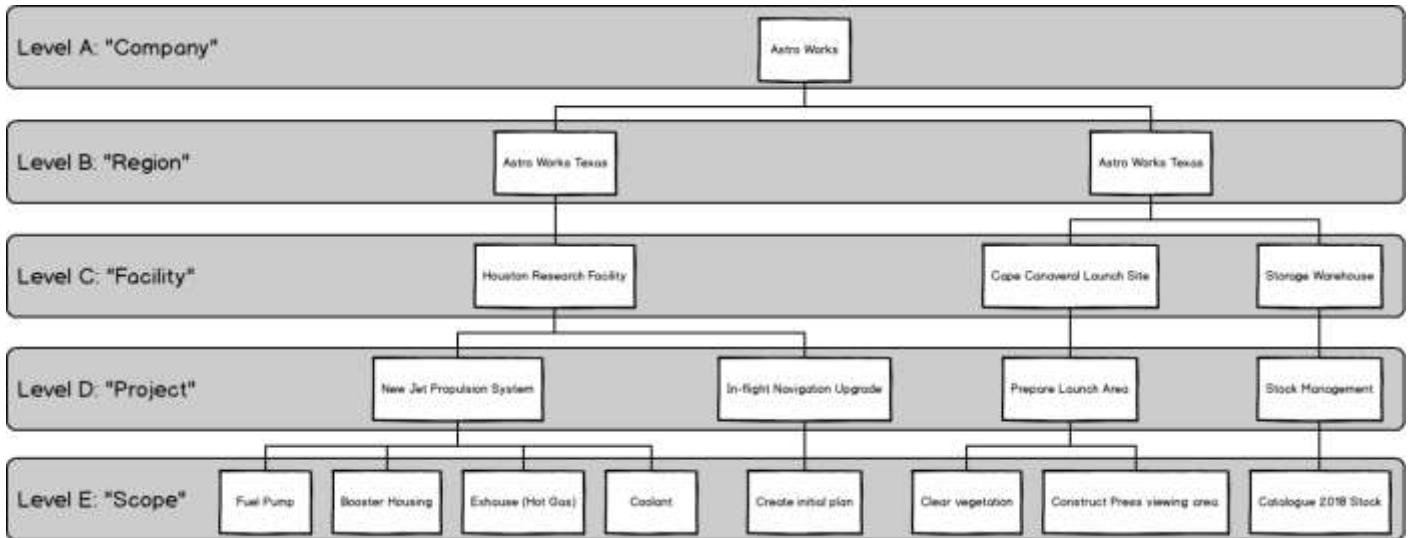 Level A: "Company"
Astro Works
Level B: "Region"
Astro Works Texas
Astro Works Texas
Level C: "Facility"
Houston Research Facility
Cape Canaveral Launch Site
Storage Warehouse
Level D: "Project"
New Jet Propulsion System
In-flight Navigation Upgrade
Prepare Launch Area
Stock Management
Level E: "Scope"
Fuel Pump
Booster Housing
Exhouse (Hot Gas)
Coolant
Create initial plan
Clear vegetation
Construct Press viewing area
Catalogue 2018 Stock